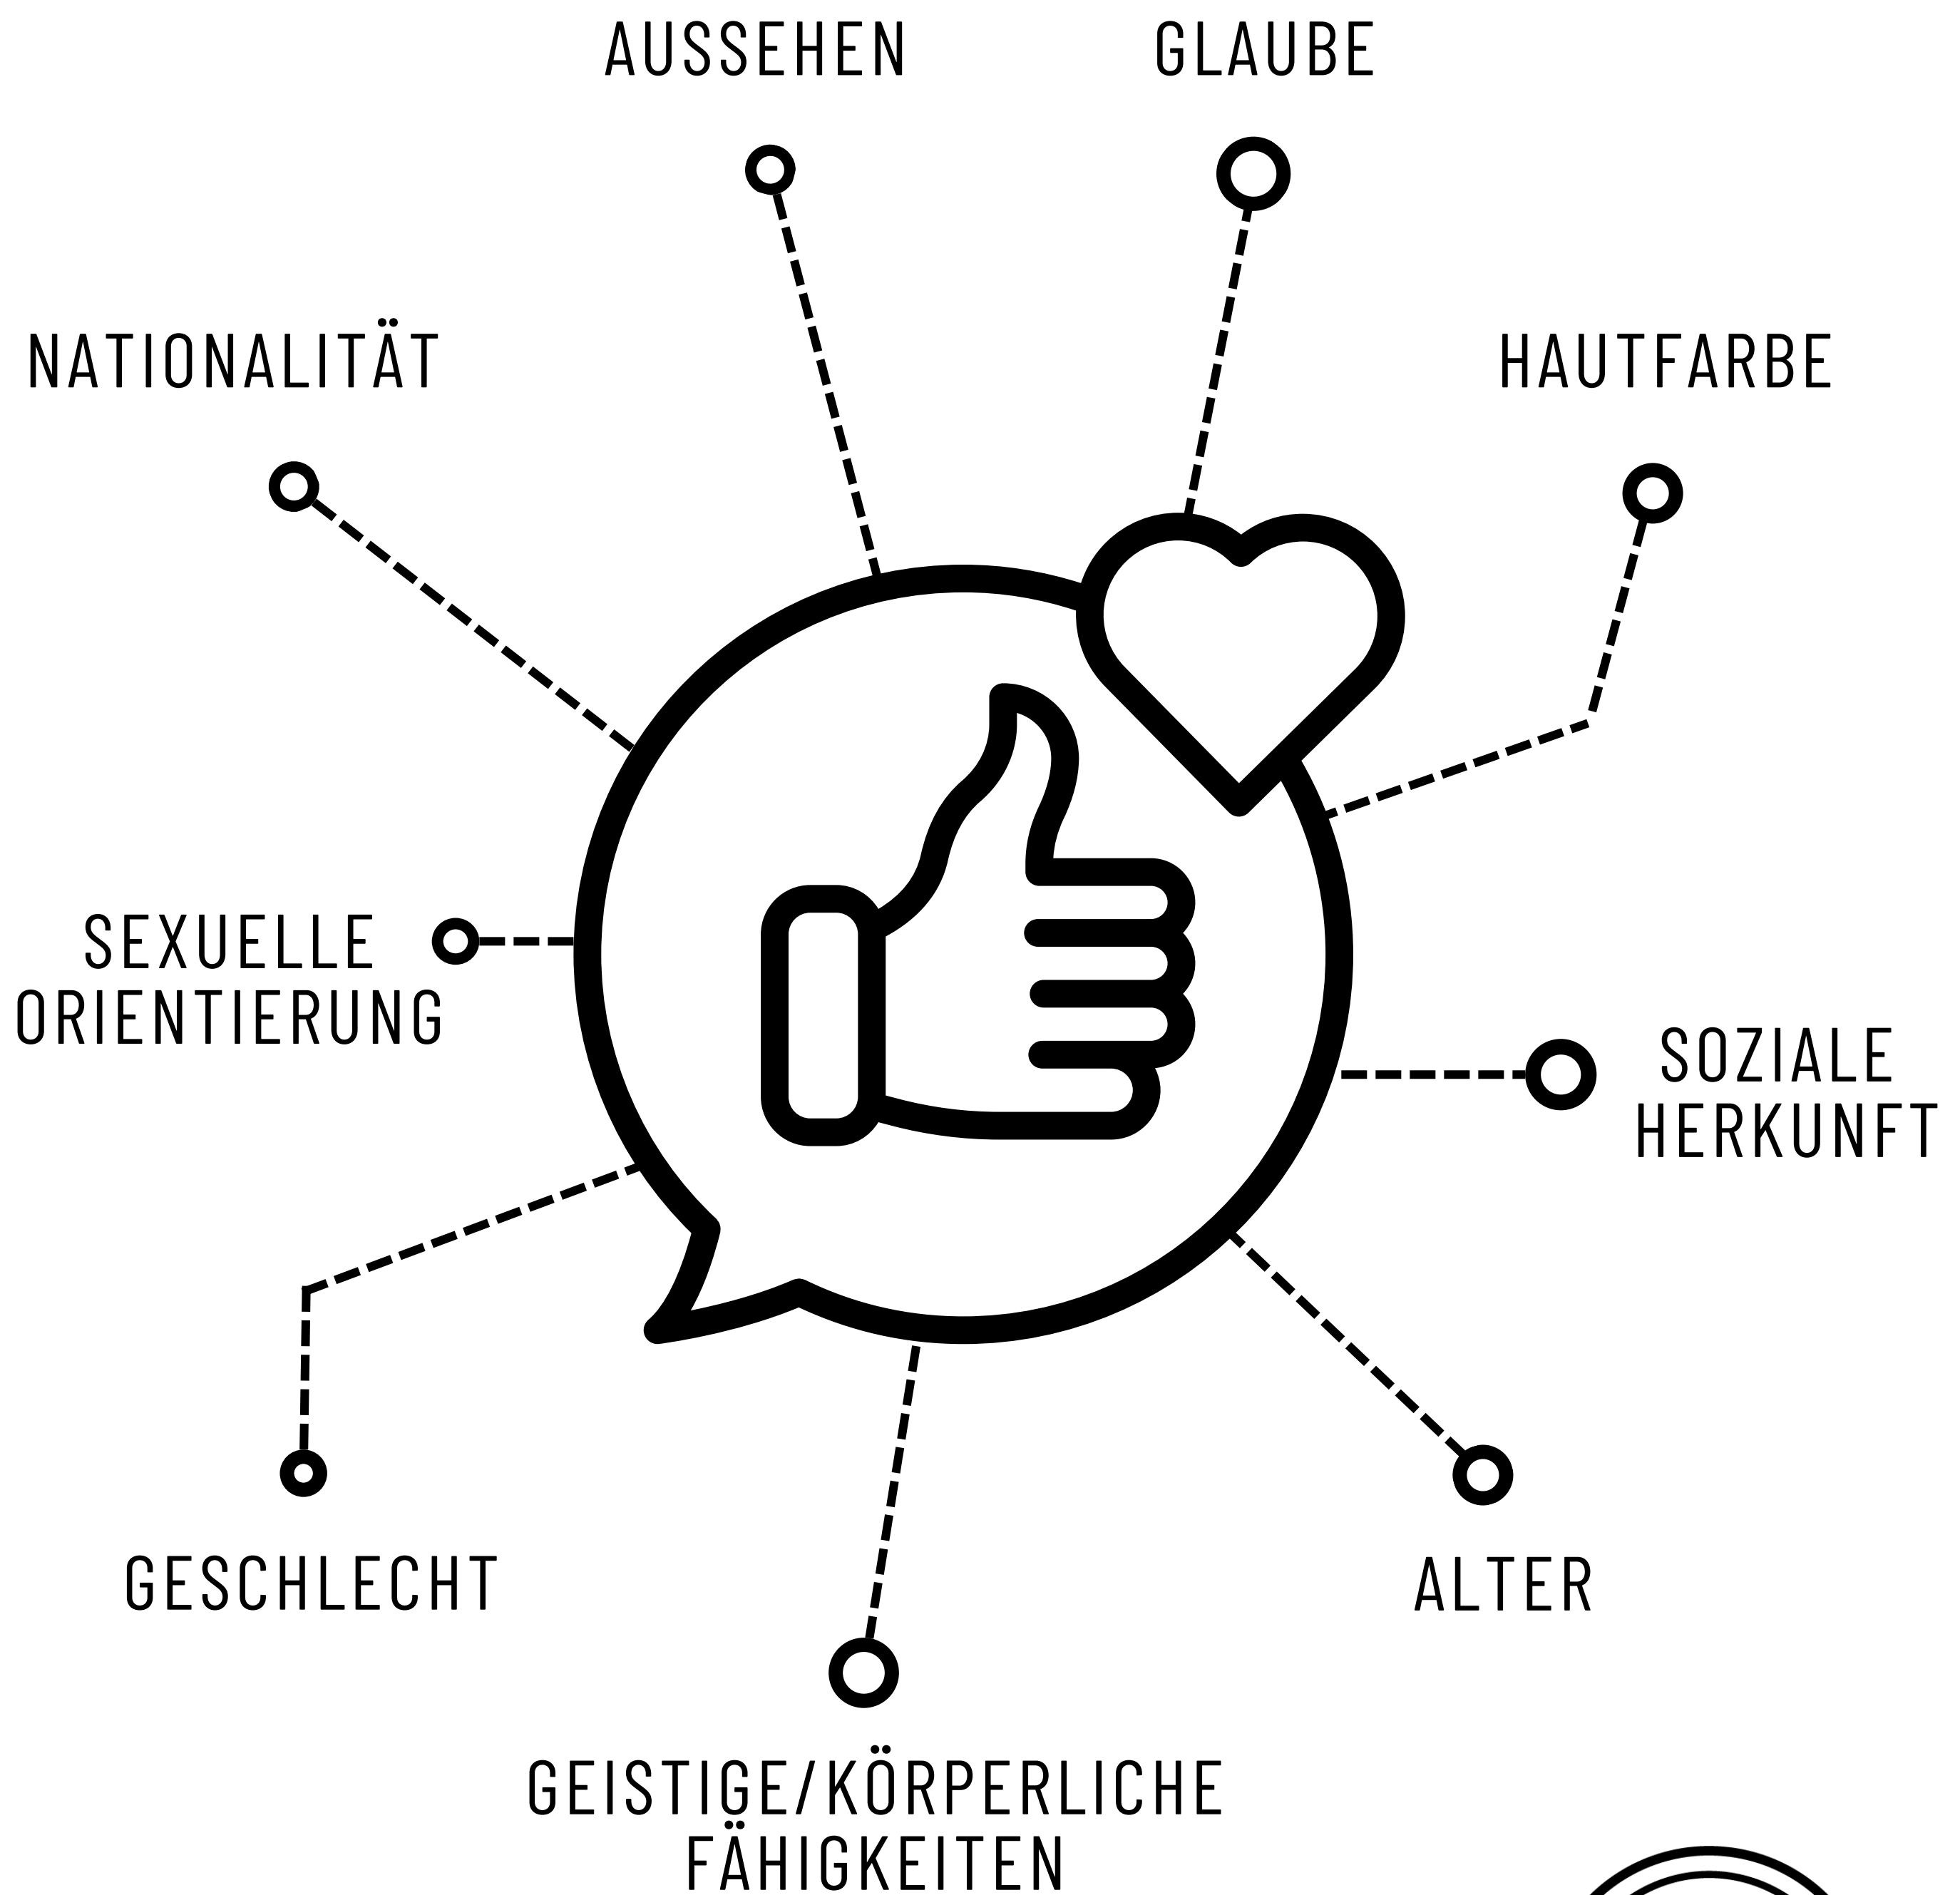 AUSSEHEN
GLAUBE
NATIONALITÄT
HAUTFARBE
SEXUELLE
ORIENTIERUNG
SOZIALE
HERKUNFT
GESCHLECHT
ALTER
GEISTIGE/KÖRPERLICHE
FÄHIGKEITEN